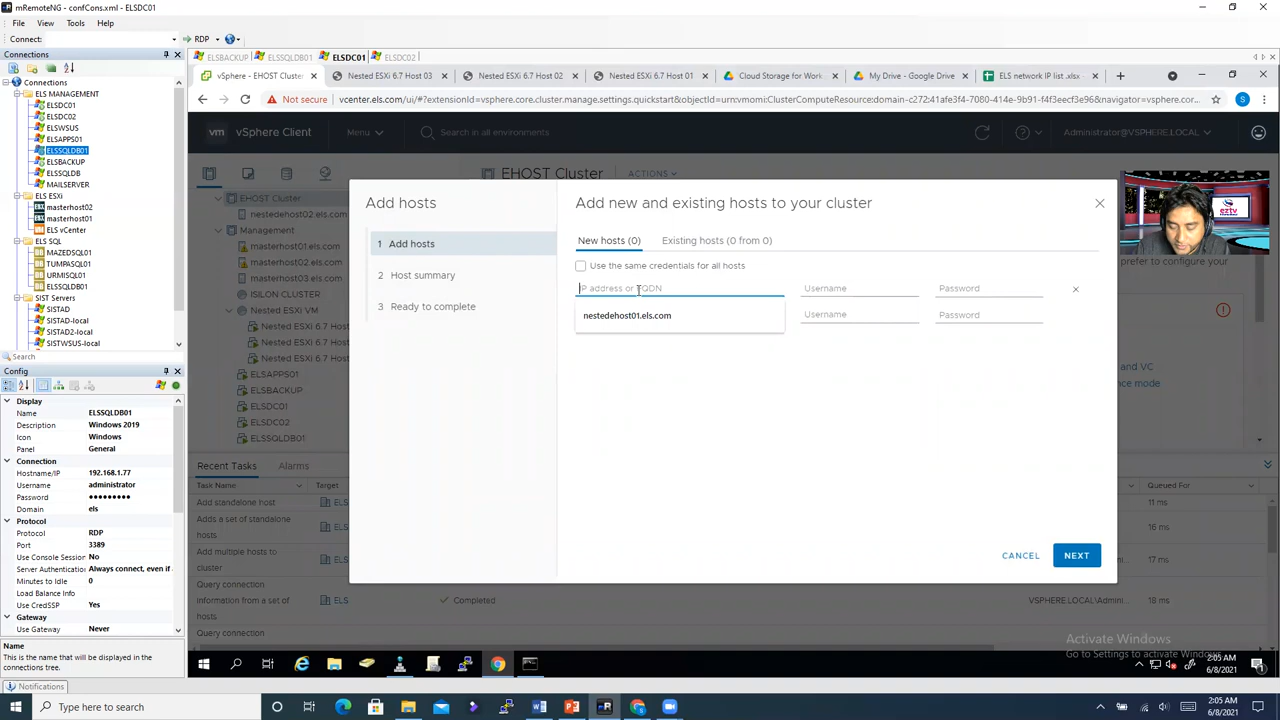 mRemoteNG - confCons.xml - ELSDC01
File View Tools Help
Connect: RDP
Connections
Connections
ELS MANAGEMENT
ELSDC01
ELSDC02
ELSWSUS
ELSAPPS01
ELSSQLDB01
ELSBACKUP
ELSSQLDB
MAILSERVER
ELS ESXi
masterhost02
masterhost01
ELS vCenter
ELS SQL
MAZEDSQL01
TUMPASQL01
URMISQL01
SIST Servers
SISTAD
SISTAD-local
SISTAD2-local
SISTWSUS-local
Search
Config
Display
Name ELSSQLDB01
Description Windows 2019
Icon Windows
Panel General
Connection
Hostname/IP 192.168.1.77
Username administrator
Password •••••••••
Domain els
Protocol
Protocol RDP
Port 3389
Use Console Session No
Server Authentication Always connect, even if
Minutes to Idle 0
Load Balance Info
Use CredSSP Yes
Gateway
Use Gateway Never
Name
This is the name that will be displayed in the connections tree.
Notifications
ELSBACKUP ELSSQLDB01 ELSDC01 ELSDC02
vSphere - EHOST Cluster Nested ESXi 6.7 Host 03 Nested ESXi 6.7 Host 02 Nested ESXi 6.7 Host 01 Cloud Storage for Work My Drive - Google Drive ELS network IP list.xlsx -
Not secure vcenter.els.com/ui/#?extensionId=vsphere.core.cluster.manage.settings.quickstart&objectId=urn:vmomi:ClusterComputeResource:domain-c272:41afe3f4-7080-414e-9b91-f4f3eecf3e96&navigator=vsphere.co...
S
vm vSphere Client Menu Search in all environments Administrator@VSPHERE.LOCAL
EHOST Cluster ACTIONS
EHOST Cluster
nestedehost02.els.com
Management
masterhost01.els.com
masterhost02.els.com
masterhost03.els.com
ISILON CLUSTER
Nested ESXi VM
Nested ESXi 6.7 Host
Nested ESXi 6.7 Host
Nested ESXi 6.7 Host
ELSAPPS01
ELSBACKUP
ELSDC01
ELSDC02
ELSSQLDB01
Add hosts
1 Add hosts
2 Host summary
3 Ready to complete
Add new and existing hosts to your cluster
New hosts (0) Existing hosts (0 from 0)
Use the same credentials for all hosts
IP address or FQDN Username Password
nestedehost01.els.com Username Password
CANCEL NEXT
eztv
prefer to configure your
and VC
ance mode
Recent Tasks Alarms
Task Name Target Queued For
Add standalone host ELS 11 ms
Adds a set of standalone hosts ELS 16 ms
Add multiple hosts to cluster ELS 17 ms
Query connection information from a set of hosts ELS Completed VSPHERE.LOCAL\Admini... 18 ms
Query connection
Activate Windows
Go to Settings to activate Windows.
2:05 AM
6/8/2021
Type here to search
2:05 AM
6/8/2021